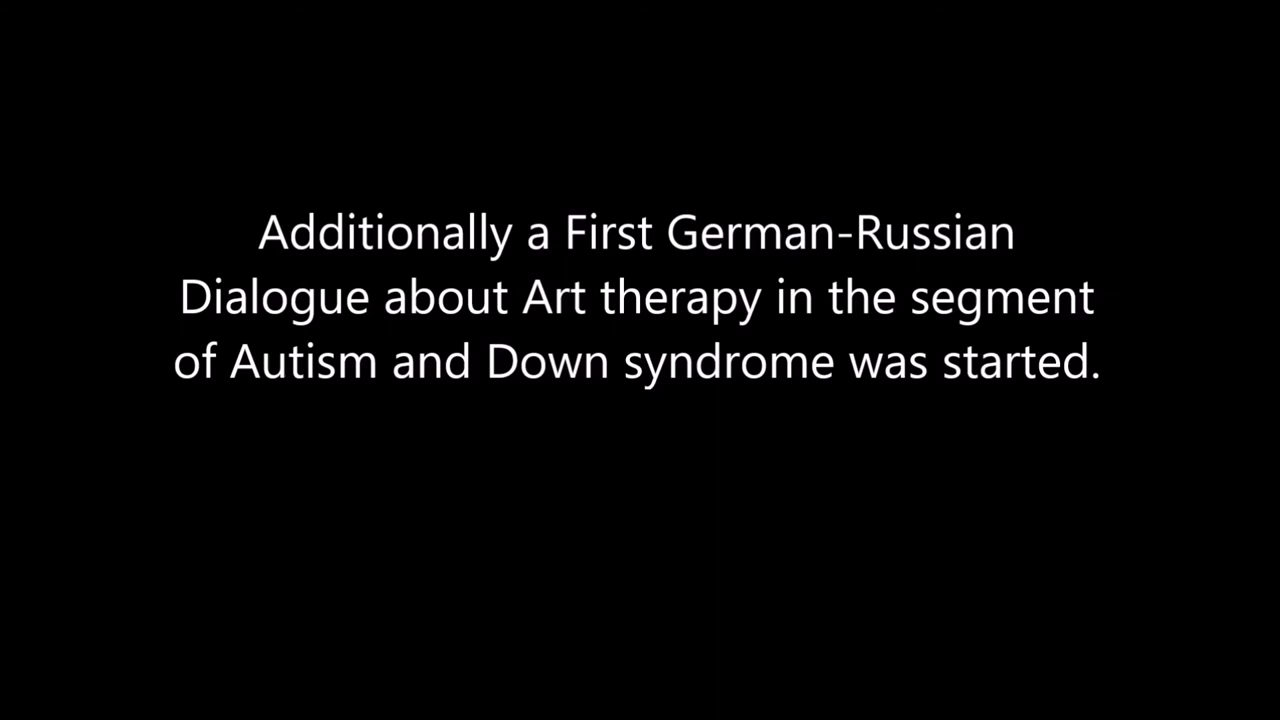 Additionally a First German-Russian
Dialogue about Art therapy in the segment
of Autism and Down syndrome was started.